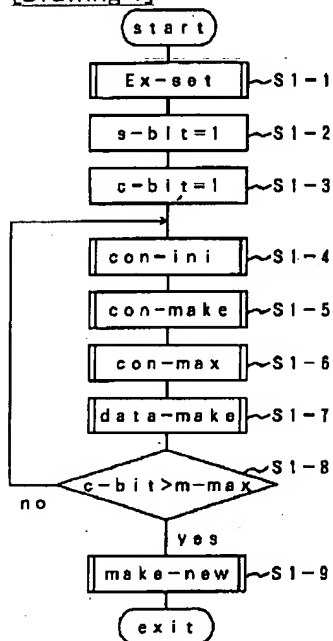 start
Ex-set ~S1-1
s-bit=1 ~S1-2
c-bit=1 ~S1-3
con-ini ~S1-4
con-make ~S1-5
con-max ~S1-6
data-make ~S1-7
S1-8
c-bit>m-max
no
yes
make-new ~S1-9
exit